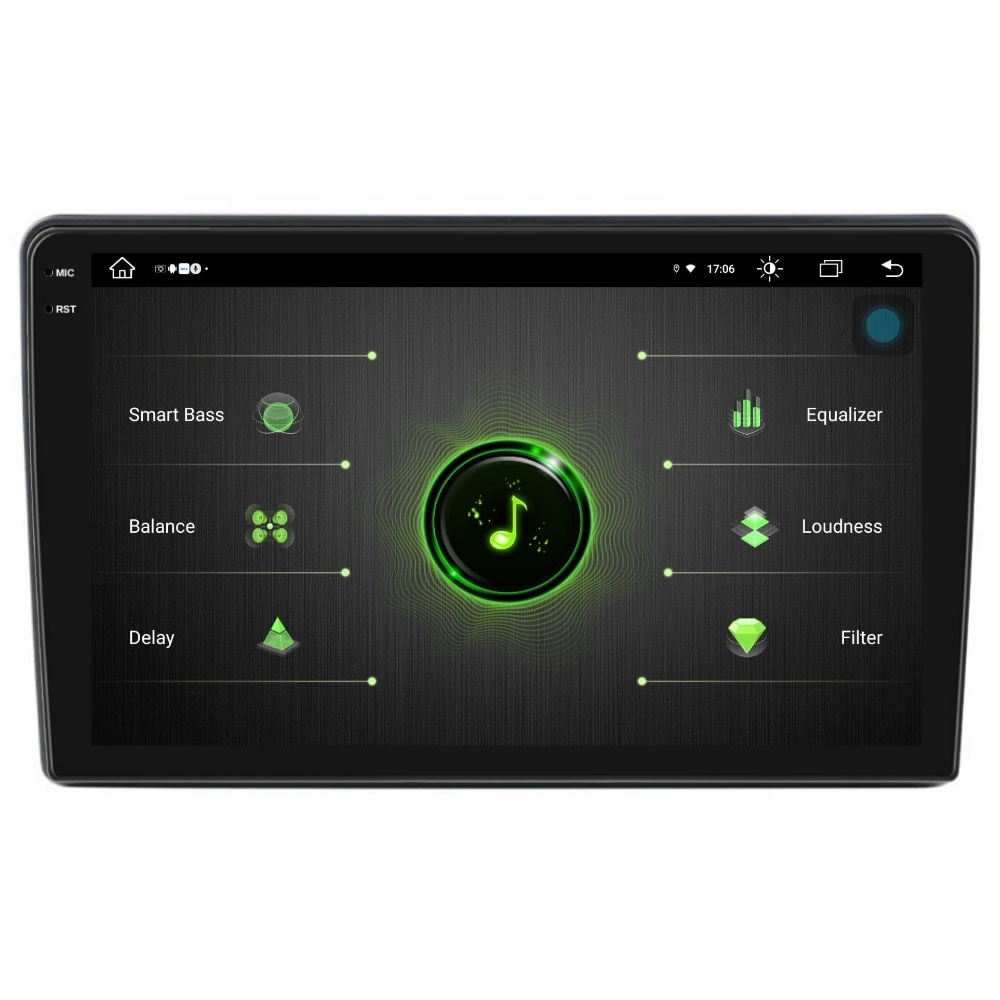 MIC
17:06
RST
Smart Bass
Equalizer
Balance
Loudness
Delay
Filter